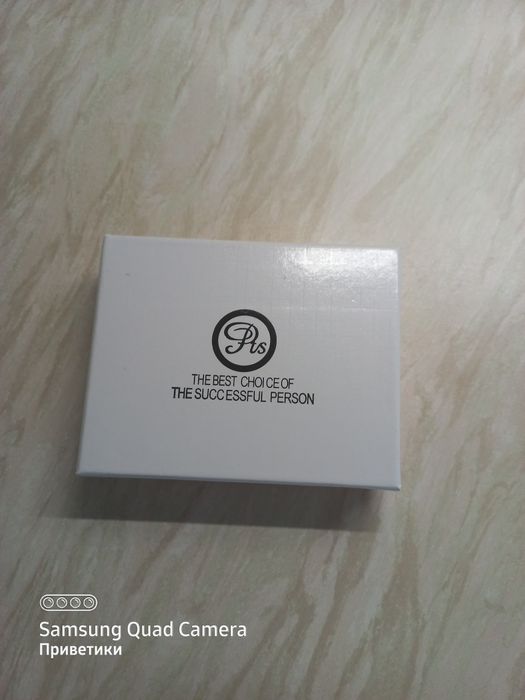 Pts
THE BEST CHOICE OF
THE SUCCESSFUL PERSON
Samsung Quad Camera
Приветики